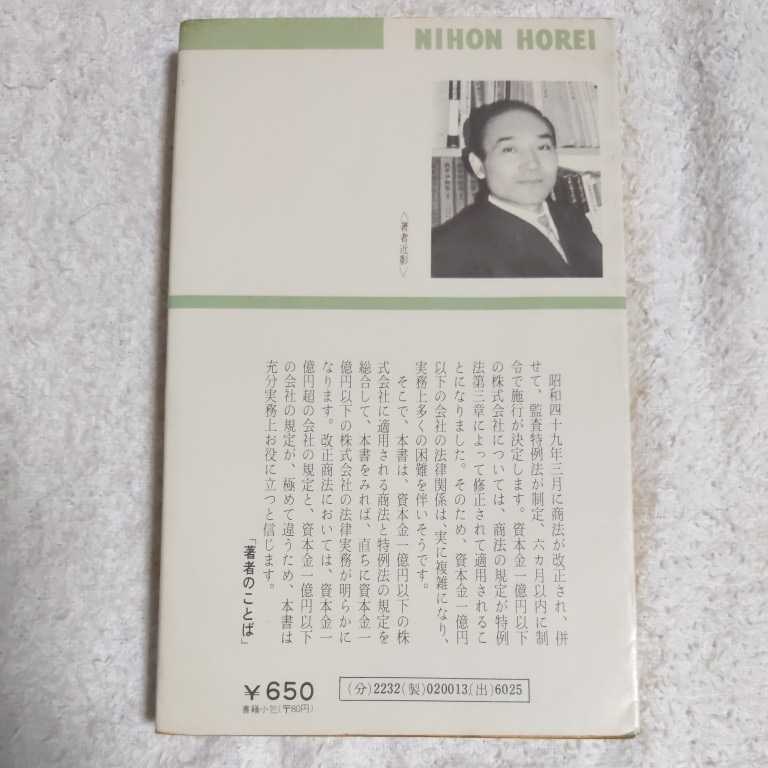 NIHON HOREI
〈著者近影〉
昭和四十九年三月に商法が改正され、併
せて、監査特例法が制定、六カ月以内に制
令で施行が決定します。資本金一億円以下
の株式会社については、商法の規定が特例
法第三章によって修正されて適用されるこ
とになりました。そのため、資本金一億円
以下の会社の法律関係は、実に複雑になり、
実務上多くの困難を伴いそうです。
そこで、本書は、資本金一億円以下の株
式会社に適用される商法と特例法の規定を
総合して、本書をみれば、直ちに資本金一
億円以下の株式会社の法律実務が明らかに
なります。改正商法においては、資本金一
億円超の会社の規定と、資本金一億円以下
の会社の規定が、極めて違うため、本書は
充分実務上お役に立つと信じます。
「著者のことば」
￥650
書籍小包(〒80円)
(分)2232(製)020013(出)6025